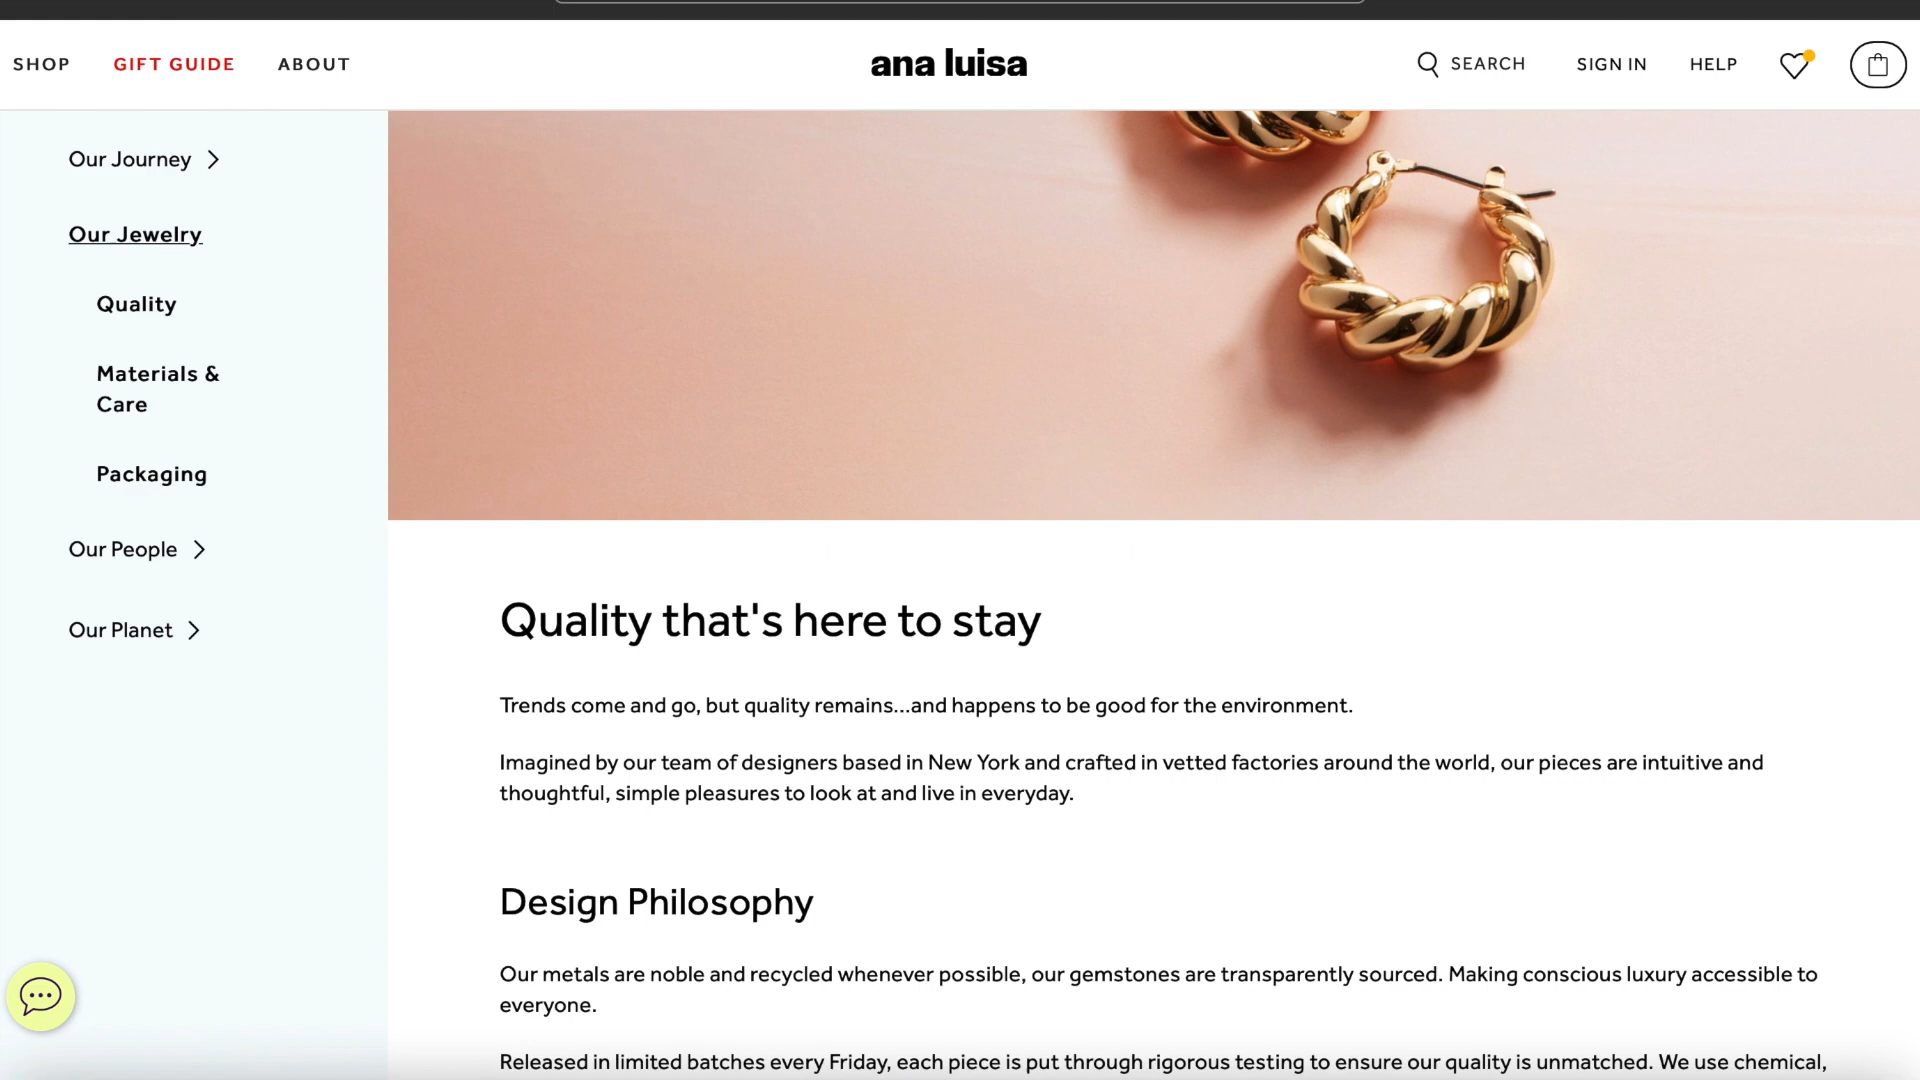 SHOP GIFT GUIDE ABOUT ana luisa SEARCH SIGN IN HELP
Our Journey
Our Jewelry
Quality
Materials &
Care
Packaging
Our People
Our Planet
Quality that's here to stay
Trends come and go, but quality remains...and happens to be good for the environment.
Imagined by our team of designers based in New York and crafted in vetted factories around the world, our pieces are intuitive and
thoughtful, simple pleasures to look at and live in everyday.
Design Philosophy
Our metals are noble and recycled whenever possible, our gemstones are transparently sourced. Making conscious luxury accessible to
everyone.
Released in limited batches every Friday, each piece is put through rigorous testing to ensure our quality is unmatched. We use chemical,